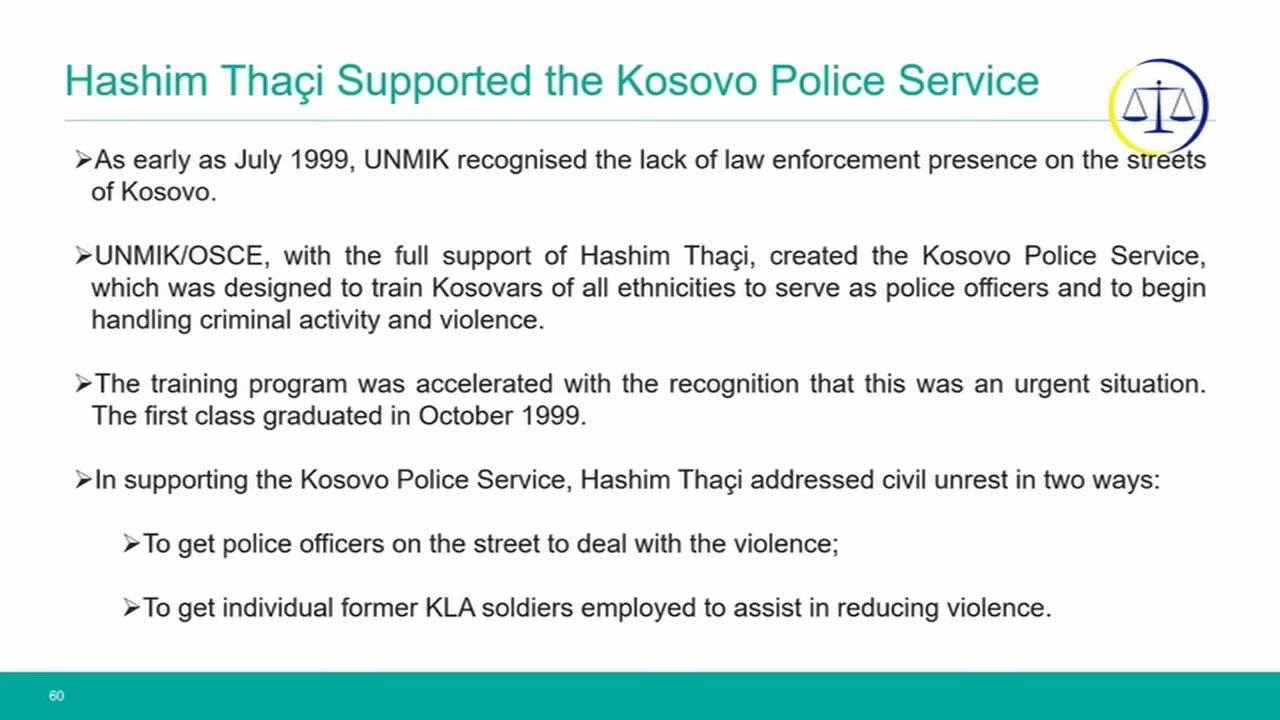 Hashim Thaçi Supported the Kosovo Police Service
➢As early as July 1999, UNMIK recognised the lack of law enforcement presence on the streets
of Kosovo.
➢UNMIK/OSCE, with the full support of Hashim Thaçi, created the Kosovo Police Service,
which was designed to train Kosovars of all ethnicities to serve as police officers and to begin
handling criminal activity and violence.
➢The training program was accelerated with the recognition that this was an urgent situation.
The first class graduated in October 1999.
➢In supporting the Kosovo Police Service, Hashim Thaçi addressed civil unrest in two ways:
➢To get police officers on the street to deal with the violence;
➢To get individual former KLA soldiers employed to assist in reducing violence.
60